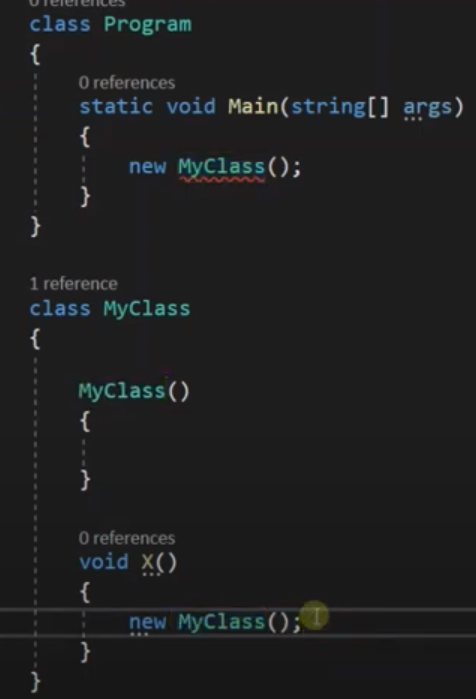 0 references
class Program
{
0 references
static void Main(string[] args)
{
new MyClass();
}
}
1 reference
class MyClass
{
MyClass()
{
}
0 references
void X()
{
new MyClass();
}
}